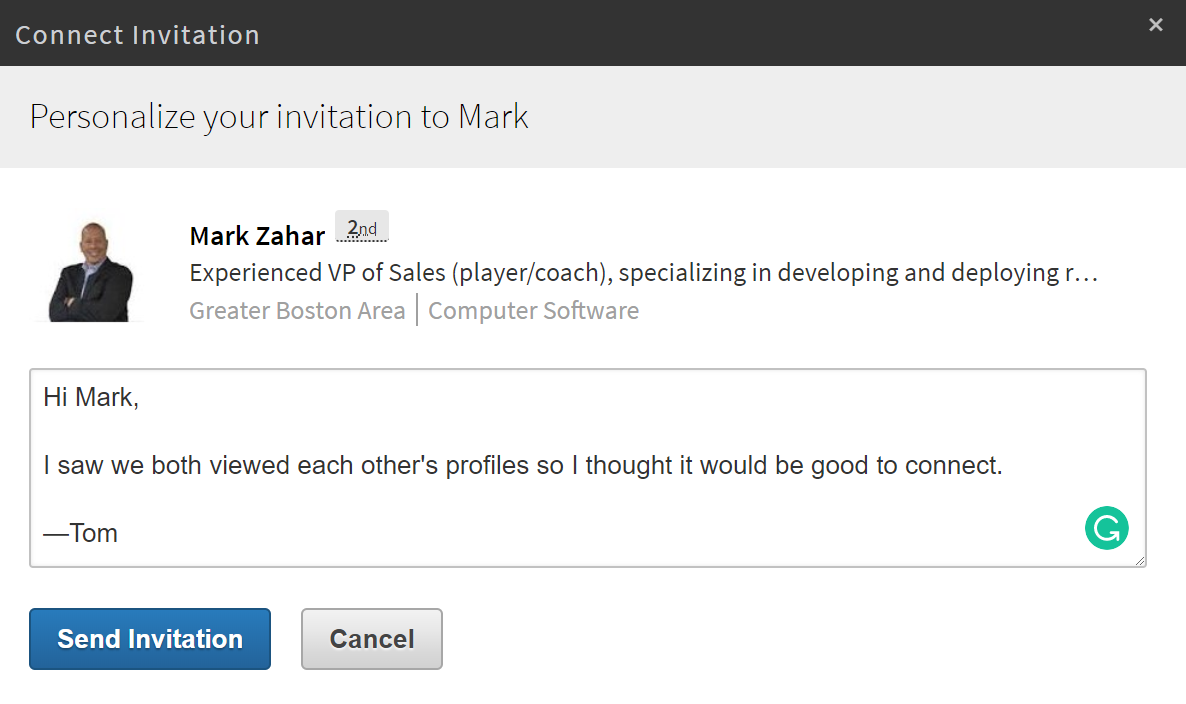 Connect Invitation ×
Personalize your invitation to Mark
Mark Zahar 2nd
Experienced VP of Sales (player/coach), specializing in developing and deploying r…
Greater Boston Area | Computer Software
Hi Mark,
I saw we both viewed each other's profiles so I thought it would be good to connect.
—Tom
Send Invitation Cancel